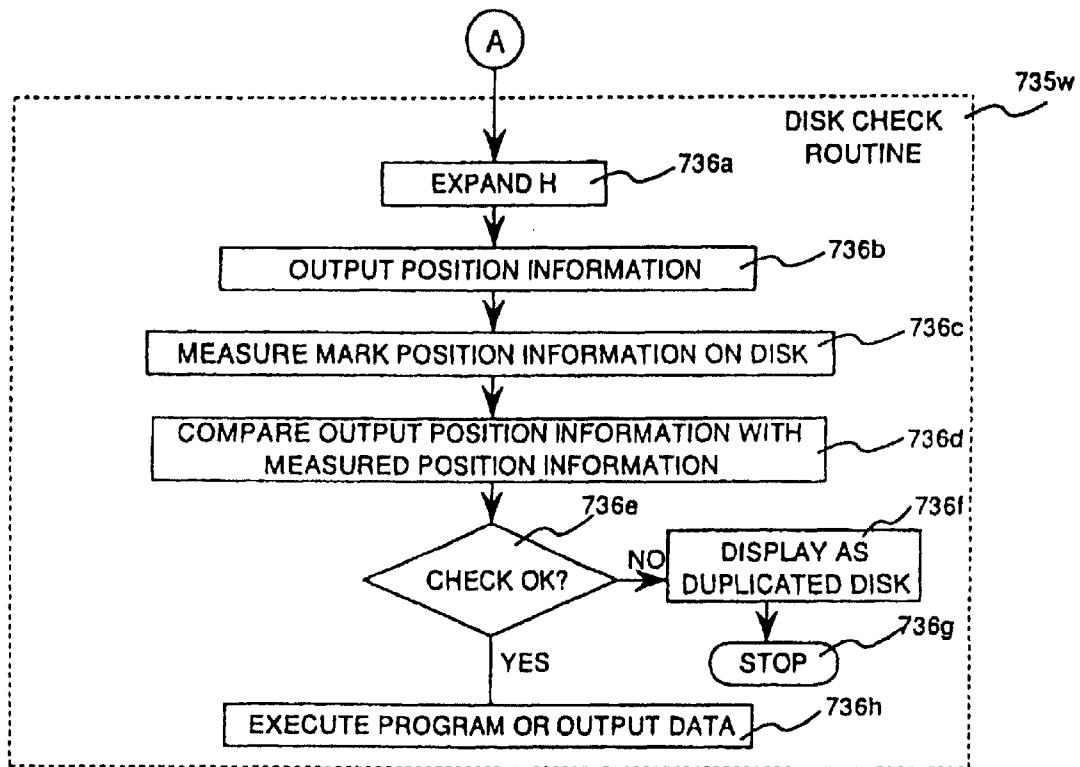 A
735w
DISK CHECK
ROUTINE
736a
EXPAND H
736b
OUTPUT POSITION INFORMATION
736c
MEASURE MARK POSITION INFORMATION ON DISK
COMPARE OUTPUT POSITION INFORMATION WITH
MEASURED POSITION INFORMATION
736d
736e
736f
CHECK OK?
NO
DISPLAY AS
DUPLICATED DISK
736g
STOP
YES
736h
EXECUTE PROGRAM OR OUTPUT DATA